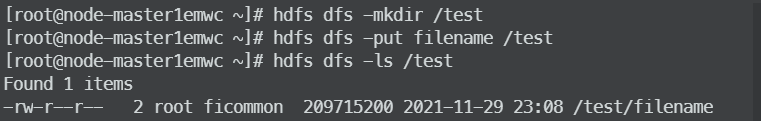 [root@node-master1emwc ~]# hdfs dfs -mkdir /test
[root@node-master1emwc ~]# hdfs dfs -put filename /test
[root@node-master1emwc ~]# hdfs dfs -ls /test
Found 1 items
-rw-r--r--   2 root ficommon  209715200 2021-11-29 23:08 /test/filename